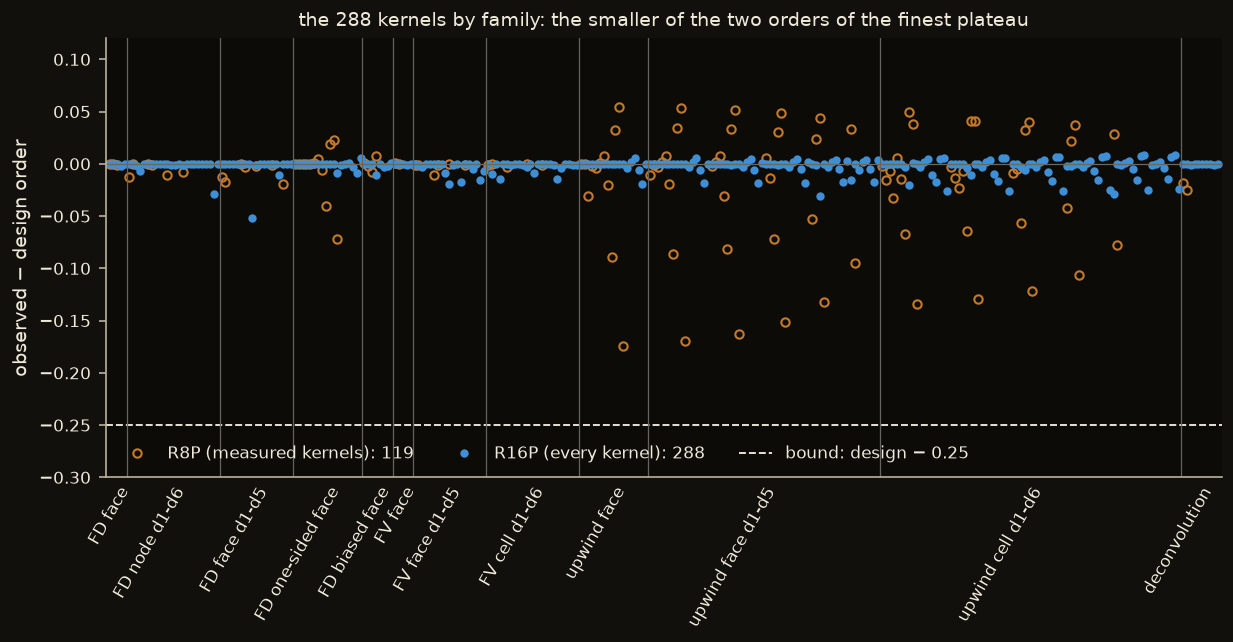 the 288 kernels by family: the smaller of the two orders of the finest plateau
observed − design order
0.10
0.05
0.00
−0.05
−0.10
−0.15
−0.20
−0.25
−0.30
R8P (measured kernels): 119
R16P (every kernel): 288
bound: design − 0.25
FD face
FD node d1-d6
FD face d1-d5
FD one-sided face
FD biased face
FV face
FV face d1-d5
FV cell d1-d6
upwind face
upwind face d1-d5
upwind cell d1-d6
deconvolution